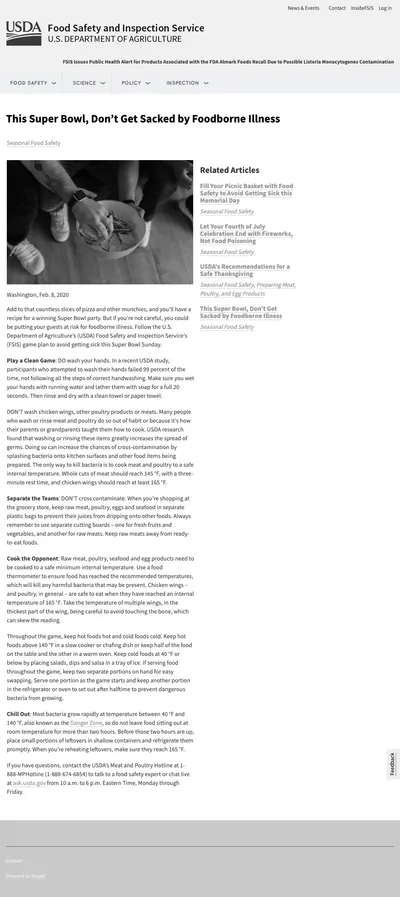 News & Events Contact InsideFSIS Log in
USDA
Food Safety and Inspection Service
U.S. DEPARTMENT OF AGRICULTURE
FSIS Issues Public Health Alert for Products Associated with the FDA Almark Foods Recall Due to Possible Listeria Monocytogenes Contamination
FOOD SAFETY SCIENCE POLICY INSPECTION
This Super Bowl, Don't Get Sacked by Foodborne Illness
Seasonal Food Safety
Washington, Feb. 8, 2020
Add to that countless slices of pizza and other munchies, and you'll have a
recipe for a winning Super Bowl party. But if you're not careful, you could
be putting your guests at risk for foodborne illness. Follow the U.S.
Department of Agriculture's (USDA) Food Safety and Inspection Service's
(FSIS) game plan to avoid getting sick this Super Bowl Sunday.
Play a Clean Game: DO wash your hands. In a recent USDA study,
participants who attempted to wash their hands failed 99 percent of the
time, not following all the steps of correct handwashing. Make sure you wet
your hands with running water and lather them with soap for a full 20
seconds. Then rinse and dry with a clean towel or paper towel.
DON'T wash chicken wings, other poultry products or meats. Many people
who wash or rinse meat and poultry do so out of habit or because it's how
their parents or grandparents taught them how to cook. USDA research
found that washing or rinsing these items greatly increases the spread of
germs. Doing so can increase the chances of cross-contamination by
splashing bacteria onto kitchen surfaces and other food items being
prepared. The only way to kill bacteria is to cook meat and poultry to a safe
internal temperature. Whole cuts of meat should reach 145 °F, with a three-
minute rest time, and chicken wings should reach at least 165 °F.
Separate the Teams: DON'T cross contaminate. When you're shopping at
the grocery store, keep raw meat, poultry, eggs and seafood in separate
plastic bags to prevent their juices from dripping onto other foods. Always
remember to use separate cutting boards – one for fresh fruits and
vegetables, and another for raw meats. Keep raw meats away from ready-
to-eat foods.
Cook the Opponent: Raw meat, poultry, seafood and egg products need to
be cooked to a safe minimum internal temperature. Use a food
thermometer to ensure food has reached the recommended temperatures,
which will kill any harmful bacteria that may be present. Chicken wings –
and poultry, in general – are safe to eat when they have reached an internal
temperature of 165 °F. Take the temperature of multiple wings, in the
thickest part of the wing, being careful to avoid touching the bone, which
can skew the reading.
Throughout the game, keep hot foods hot and cold foods cold. Keep hot
foods above 140 °F in a slow cooker or chafing dish or keep half of the food
on the table and the other in a warm oven. Keep cold foods at 40 °F or
below by placing salads, dips and salsa in a tray of ice. If serving food
throughout the game, keep two separate portions on hand for easy
swapping. Serve one portion as the game starts and keep another portion
in the refrigerator or oven to set out after halftime to prevent dangerous
bacteria from growing.
Chill Out: Most bacteria grow rapidly at temperature between 40 °F and
140 °F, also known as the Danger Zone, so do not leave food sitting out at
room temperature for more than two hours. Before those two hours are up,
place small portions of leftovers in shallow containers and refrigerate them
promptly. When you're reheating leftovers, make sure they reach 165 °F.
If you have questions, contact the USDA's Meat and Poultry Hotline at 1-
888-MPHotline (1-888-674-6854) to talk to a food safety expert or chat live
at ask.usda.gov from 10 a.m. to 6 p.m. Eastern Time, Monday through
Friday.
Related Articles
Fill Your Picnic Basket with Food
Safety to Avoid Getting Sick this
Memorial Day
Seasonal Food Safety
Let Your Fourth of July
Celebration End with Fireworks,
Not Food Poisoning
Seasonal Food Safety
USDA's Recommendations for a
Safe Thanksgiving
Seasonal Food Safety, Preparing Meat,
Poultry, and Egg Products
This Super Bowl, Don't Get
Sacked by Foodborne Illness
Seasonal Food Safety
Feedback